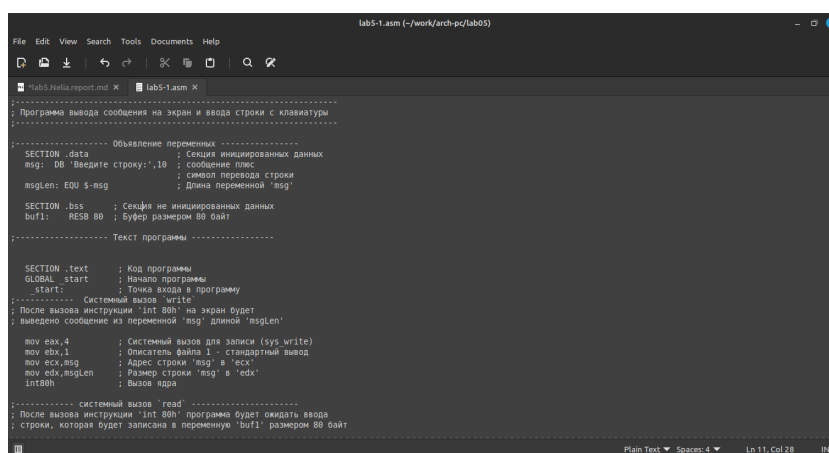 lab5-1.asm (~/work/arch-pc/lab05)
File Edit View Search Tools Documents Help
*lab5.Nelia.report.md × lab5-1.asm ×
;------------------------------------------------------------------
; Программа вывода сообщения на экран и ввода строки с клавиатуры
;------------------------------------------------------------------
;------------------- Объявление переменных ----------------
SECTION .data ; Секция инициированных данных
msg: DB 'Введите строку:',10 ; сообщение плюс
; символ перевода строки
msgLen: EQU $-msg ; Длина переменной 'msg'
SECTION .bss ; Секция не инициированных данных
buf1: RESB 80 ; Буфер размером 80 байт
;------------------- Текст программы -----------------
SECTION .text ; Код программы
GLOBAL _start ; Начало программы
_start: ; Точка входа в программу
;------------ Системный вызов `write`
; После вызова инструкции 'int 80h' на экран будет
; выведено сообщение из переменной 'msg' длиной 'msgLen'
mov eax,4 ; Системный вызов для записи (sys_write)
mov ebx,1 ; Описатель файла 1 - стандартный вывод
mov ecx,msg ; Адрес строки 'msg' в 'ecx'
mov edx,msgLen ; Размер строки 'msg' в 'edx'
int80h ; Вызов ядра
;------------ системный вызов `read` ----------------------
; После вызова инструкции 'int 80h' программа будет ожидать ввода
; строки, которая будет записана в переменную 'buf1' размером 80 байт
Plain Text ▼ Spaces: 4 ▼ Ln 11, Col 28 IN